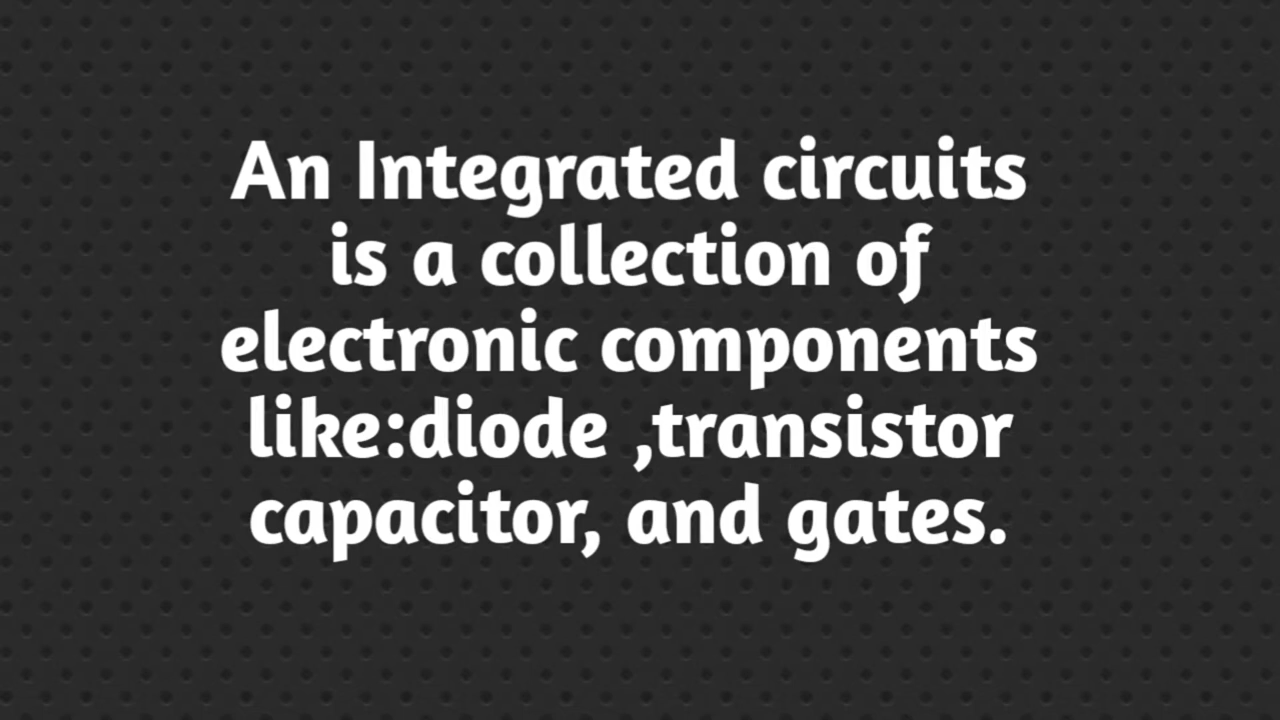 An Integrated circuits
is a collection of
electronic components
like:diode ,transistor
capacitor, and gates.